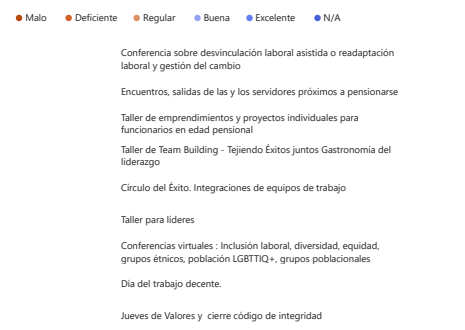 Malo Deficiente Regular Buena Excelente N/A
Conferencia sobre desvinculación laboral asistida o readaptación
laboral y gestión del cambio
Encuentros, salidas de las y los servidores próximos a pensionarse
Taller de emprendimientos y proyectos individuales para
funcionarios en edad pensional
Taller de Team Building - Tejiendo Éxitos juntos Gastronomía del
liderazgo
Círculo del Éxito. Integraciones de equipos de trabajo
Taller para lideres
Conferencias virtuales : Inclusión laboral, diversidad, equidad,
grupos étnicos, población LGBTTIQ+, grupos poblacionales
Día del trabajo decente.
Jueves de Valores y  cierre código de integridad